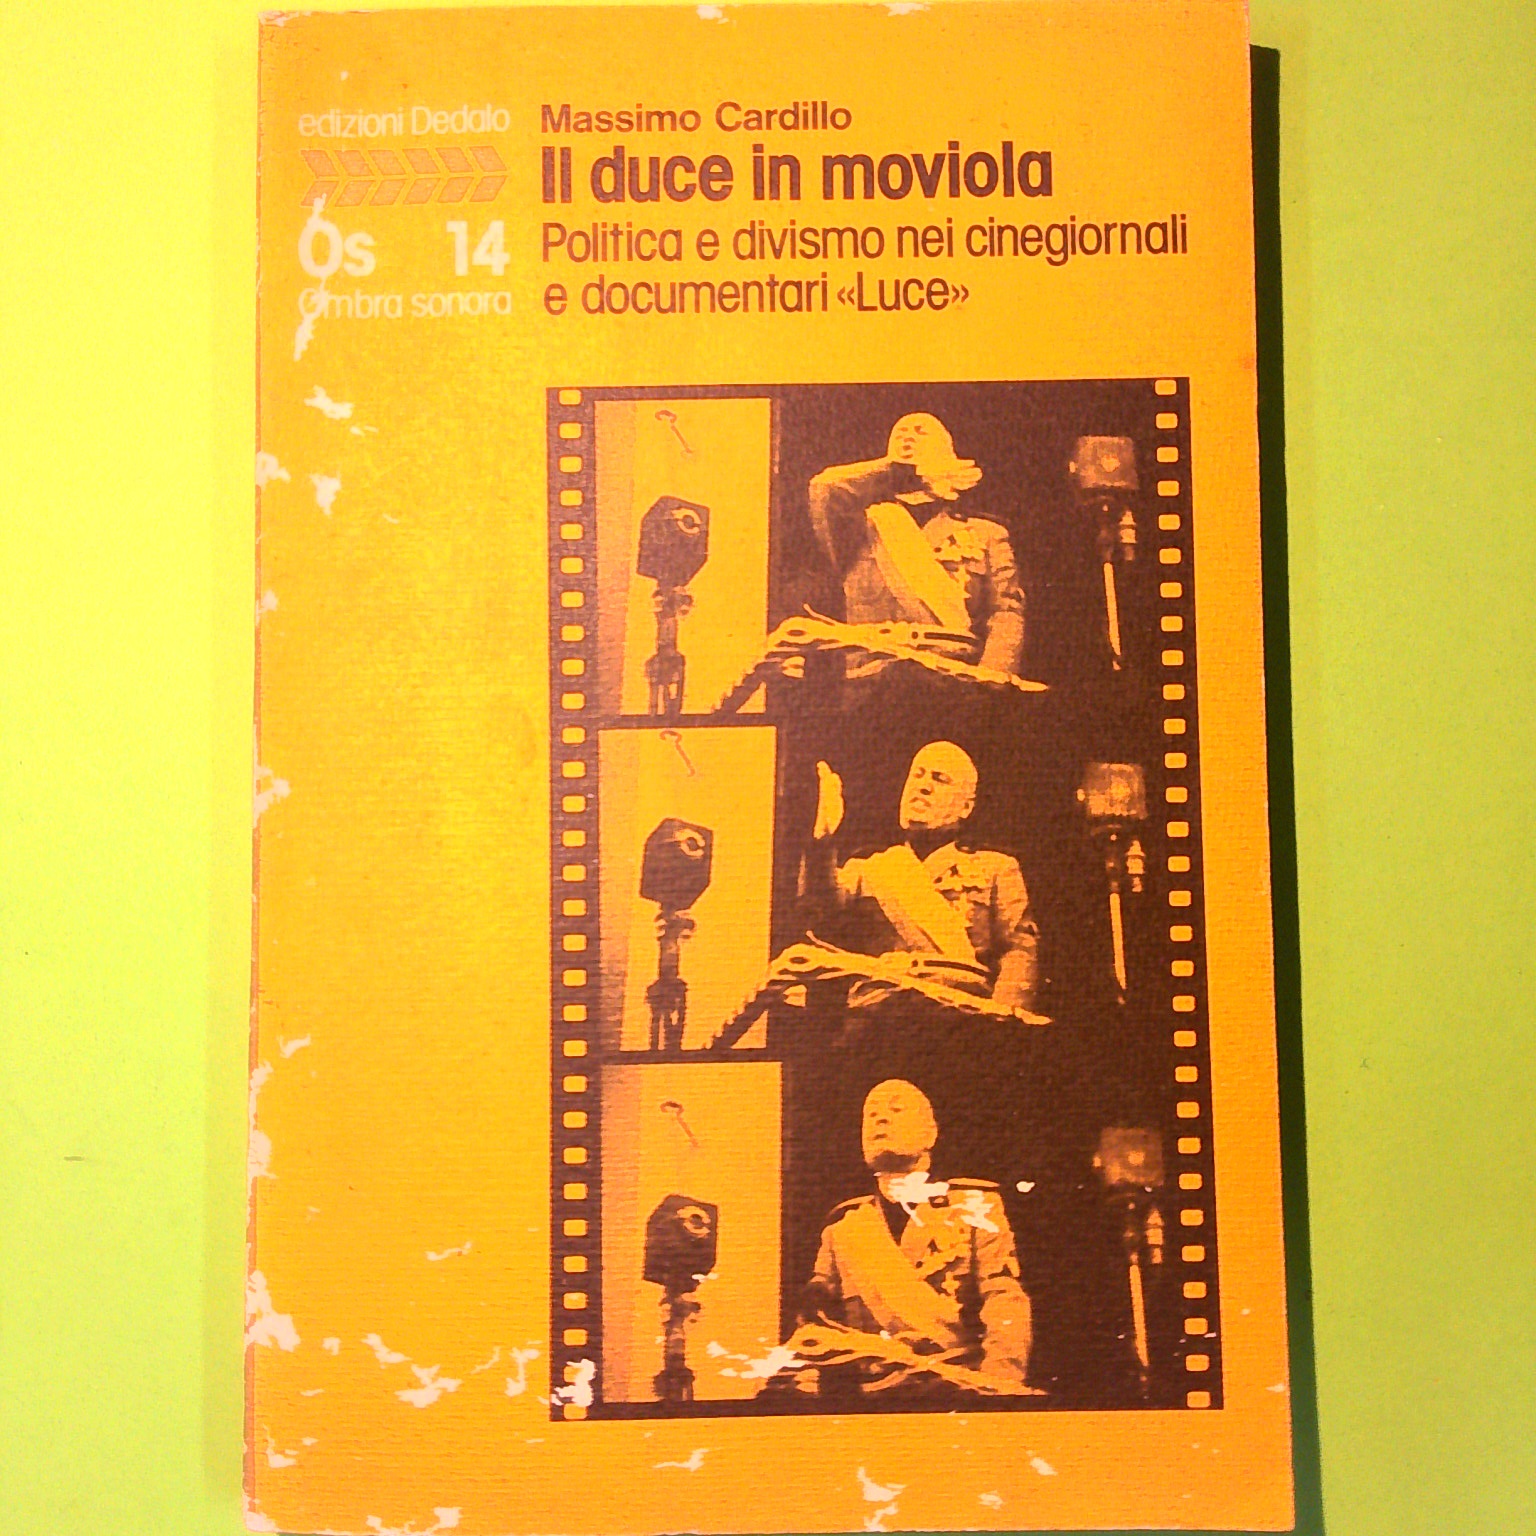 edizioni Dedalo
Os 14
Ombra sonora
Massimo Cardillo
Il duce in moviola
Politica e divismo nei cinegiornali
e documentari «Luce»